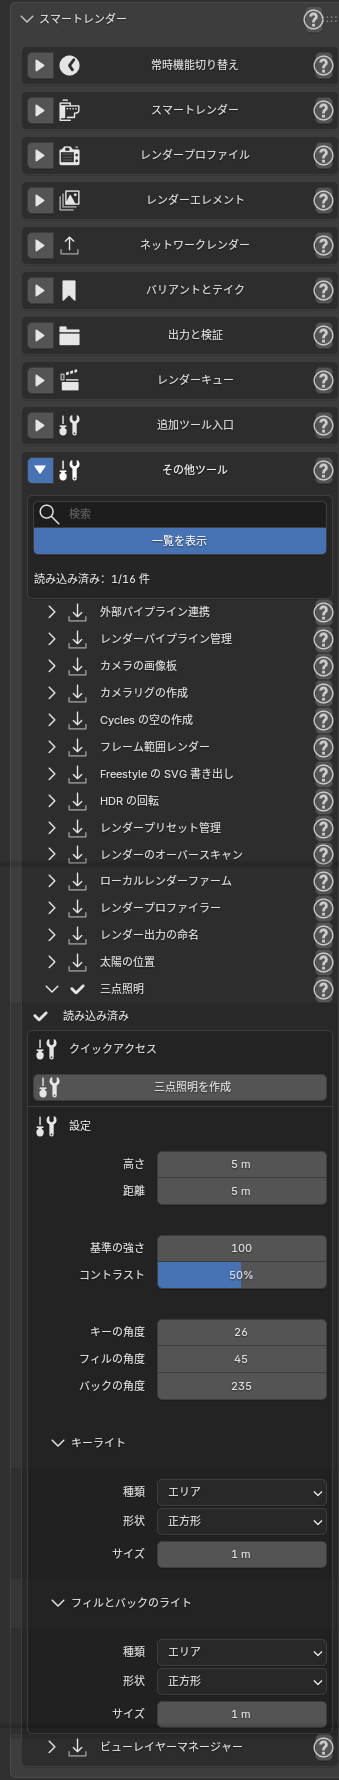 スマートレンダー
常時機能切り替え
スマートレンダー
レンダープロファイル
レンダーエレメント
ネットワークレンダー
バリアントとテイク
出力と検証
レンダーキュー
追加ツール入口
その他ツール
検索
一覧を表示
読み込み済み: 1/16 件
外部パイプライン連携
レンダーパイプライン管理
カメラの画像板
カメラリグの作成
Cycles の空の作成
フレーム範囲レンダー
Freestyle の SVG 書き出し
HDR の回転
レンダープリセット管理
レンダーのオーバースキャン
ローカルレンダーファーム
レンダープロファイラー
レンダー出力の命名
太陽の位置
三点照明
読み込み済み
クイックアクセス
三点照明を作成
設定
高さ 5 m
距離 5 m
基準の強さ 100
コントラスト 50%
キーの角度 26
フィルの角度 45
バックの角度 235
キーライト
種類 エリア
形状 正方形
サイズ 1 m
フィルとバックのライト
種類 エリア
形状 正方形
サイズ 1 m
ビューレイヤーマネージャー